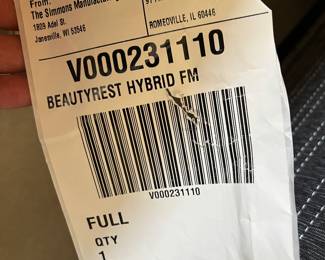 From:
The Simmons Manufacturing
1809 Adel St.
Janesville, WI 53546
ROMEOVILLE, IL 60446
V000231110
BEAUTYREST HYBRID FM
V000231110
FULL
QTY
1